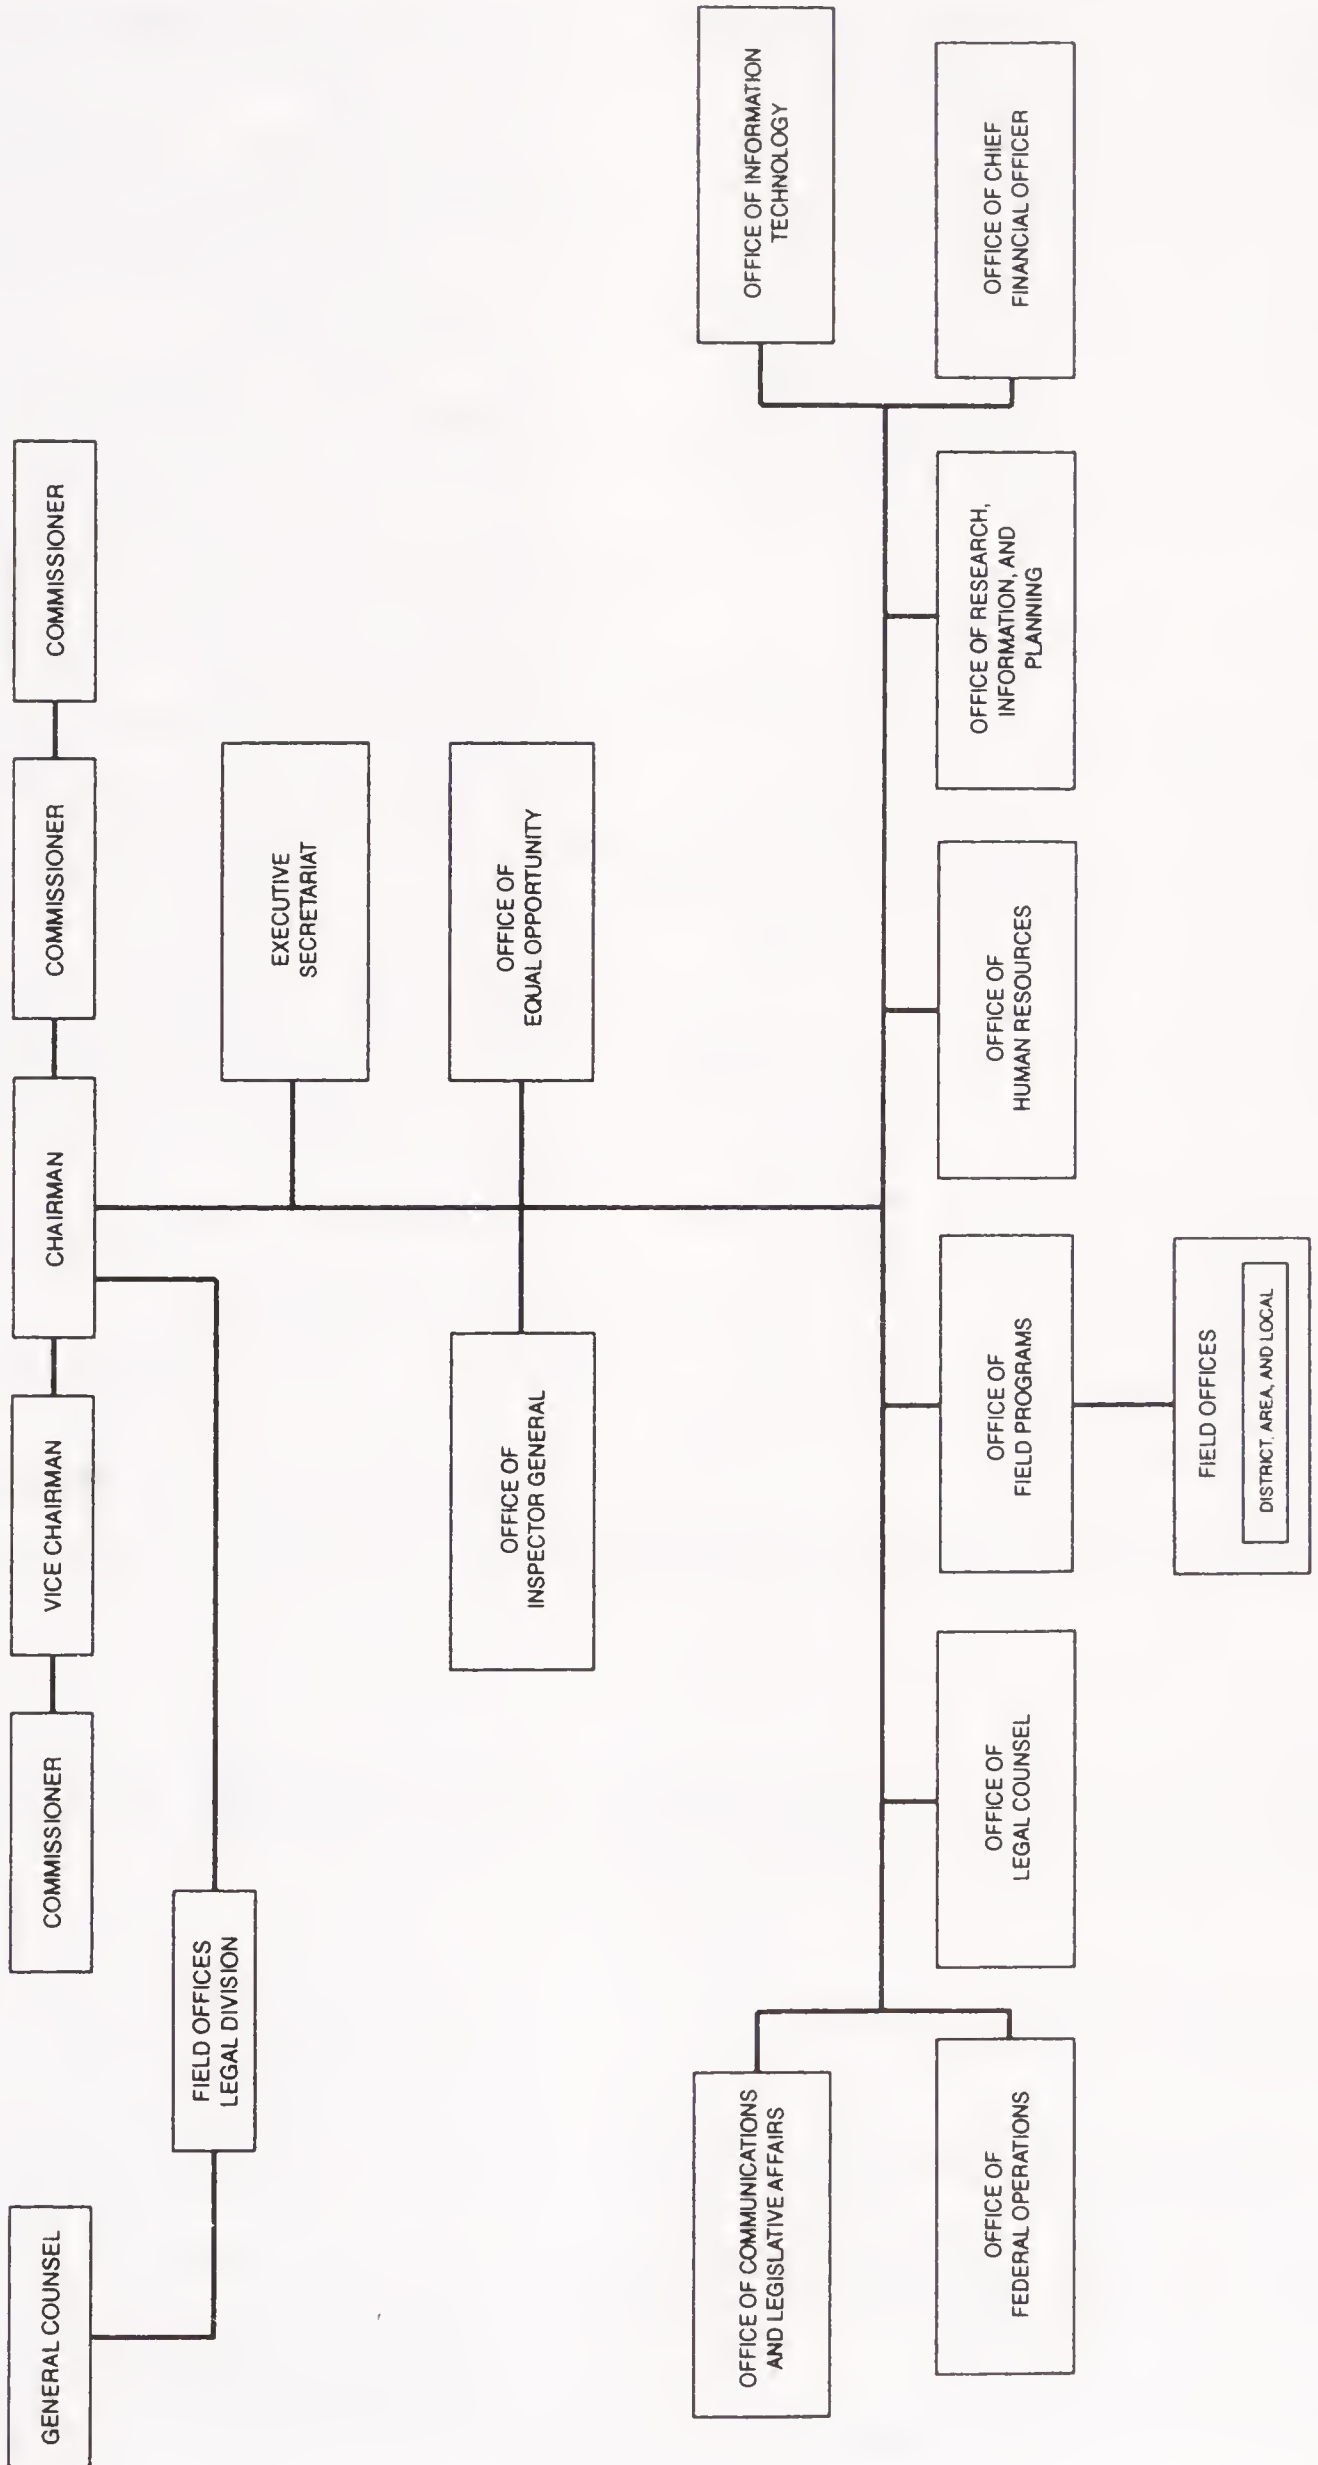 GENERAL COUNSEL
COMMISSIONER
VICE CHAIRMAN
CHAIRMAN
COMMISSIONER
COMMISSIONER
FIELD OFFICES
LEGAL DIVISION
EXECUTIVE
SECRETARIAT
OFFICE OF
INSPECTOR GENERAL
OFFICE OF
EQUAL OPPORTUNITY
OFFICE OF COMMUNICATIONS
AND LEGISLATIVE AFFAIRS
OFFICE OF INFORMATION
TECHNOLOGY
OFFICE OF
FEDERAL OPERATIONS
OFFICE OF
LEGAL COUNSEL
OFFICE OF
FIELD PROGRAMS
OFFICE OF
HUMAN RESOURCES
OFFICE OF RESEARCH,
INFORMATION, AND
PLANNING
OFFICE OF CHIEF
FINANCIAL OFFICER
FIELD OFFICES
DISTRICT, AREA, AND LOCAL